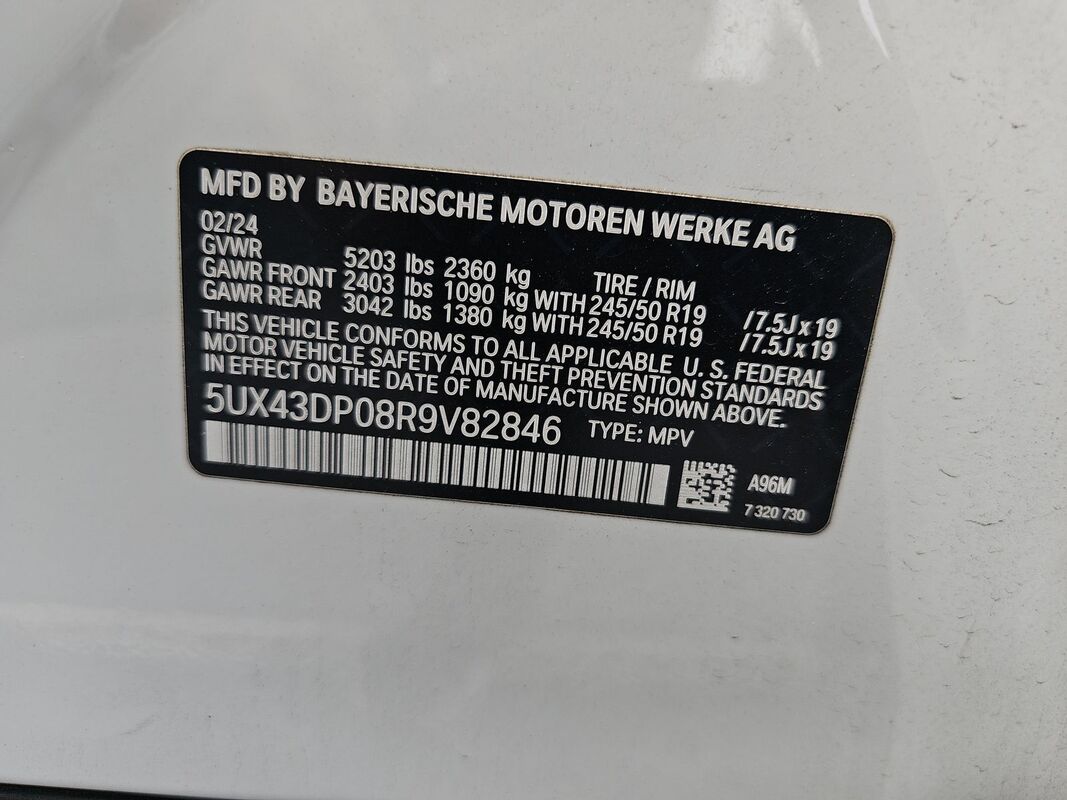 MFD BY BAYERISCHE MOTOREN WERKE AG
02/24
GVWR 5203 lbs 2360 kg TIRE / RIM
GAWR FRONT 2403 lbs 1090 kg WITH 245/50 R19 / 7.5J x 19
GAWR REAR 3042 lbs 1380 kg WITH 245/50 R19 / 7.5J x 19
THIS VEHICLE CONFORMS TO ALL APPLICABLE U. S. FEDERAL
MOTOR VEHICLE SAFETY AND THEFT PREVENTION STANDARDS
IN EFFECT ON THE DATE OF MANUFACTURE SHOWN ABOVE.
5UX43DP08R9V82846 TYPE: MPV
A96M
7 320 730